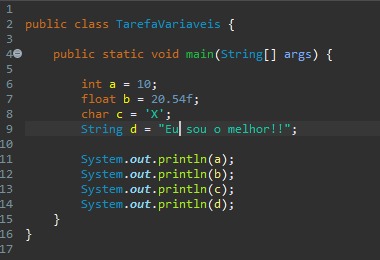 1
2 public class TarefaVariaveis {
3
4 public static void main(String[] args) {
5
6 int a = 10;
7 float b = 20.54f;
8 char c = 'X';
9 String d = "Eu sou o melhor!!";
10
11 System.out.println(a);
12 System.out.println(b);
13 System.out.println(c);
14 System.out.println(d);
15 }
16 }
17